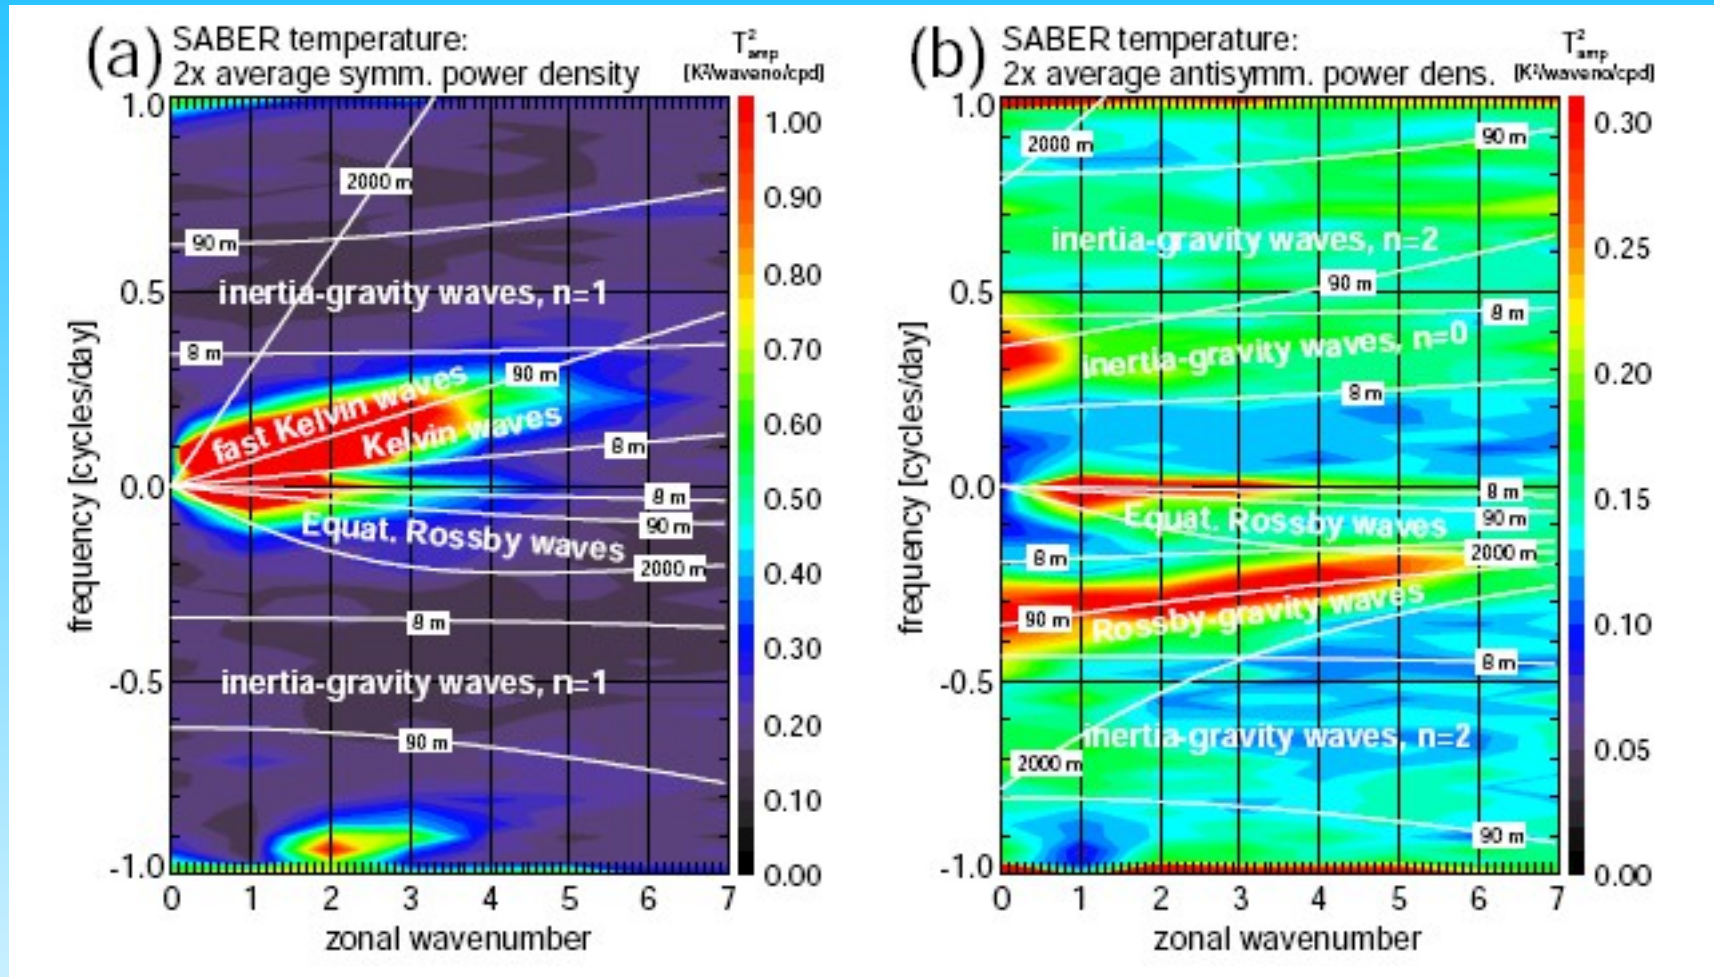 (a) SABER temperature:
2x average symm. power density
T²amp
[K²/waveno/cpd]
1.0
0.5
0.0
-0.5
-1.0
frequency [cycles/day]
2000 m
90 m
inertia-gravity waves, n=1
8 m
fast Kelvin waves
90 m
Kelvin waves
8 m
8 m
90 m
Equat. Rossby waves
2000 m
8 m
inertia-gravity waves, n=1
90 m
0 1 2 3 4 5 6 7
zonal wavenumber
1.00
0.90
0.80
0.70
0.60
0.50
0.40
0.30
0.20
0.10
0.00
(b) SABER temperature:
2x average antisymm. power dens.
T²amp
[K²/waveno/cpd]
1.0
0.5
0.0
-0.5
-1.0
frequency [cycles/day]
2000 m
90 m
inertia-gravity waves, n=2
90 m
8 m
inertia-gravity waves, n=0
8 m
8 m
Equat. Rossby waves
90 m
8 m
2000 m
90 m
Rossby-gravity waves
8 m
inertia-gravity waves, n=2
2000 m
90 m
0 1 2 3 4 5 6 7
zonal wavenumber
0.30
0.25
0.20
0.15
0.10
0.05
0.00